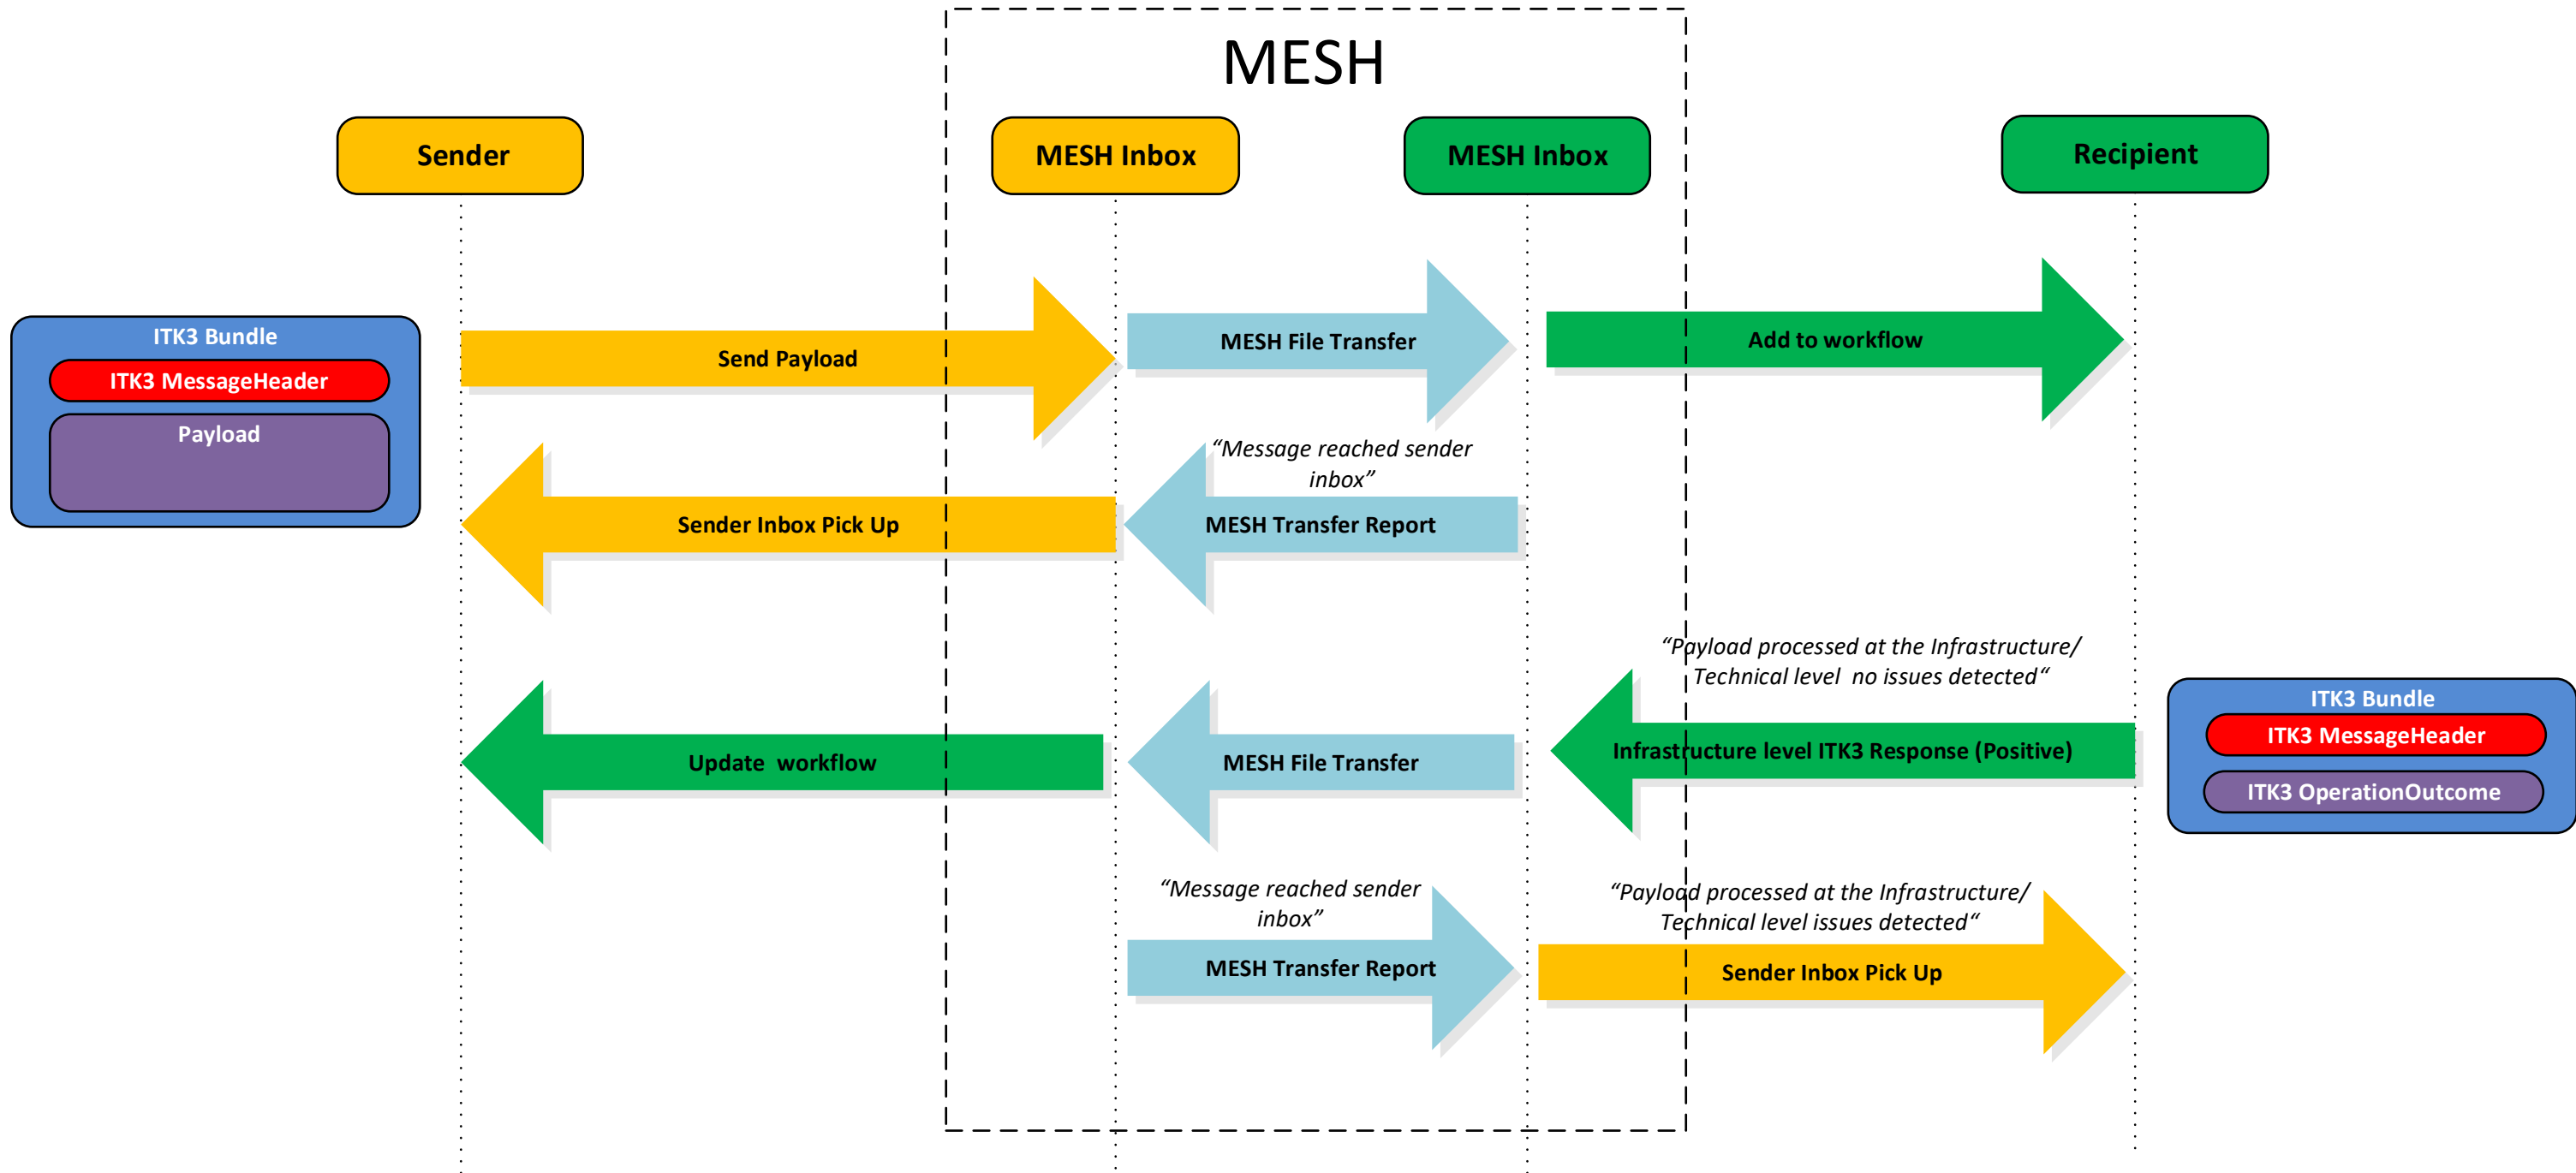 MESH
Sender
MESH Inbox
MESH Inbox
Recipient
ITK3 Bundle
ITK3 MessageHeader
Payload
Send Payload
MESH File Transfer
Add to workflow
“Message reached sender
inbox”
Sender Inbox Pick Up
MESH Transfer Report
“Payload processed at the Infrastructure/
Technical level  no issues detected“
Update  workflow
MESH File Transfer
Infrastructure level ITK3 Response (Positive)
ITK3 Bundle
ITK3 MessageHeader
ITK3 OperationOutcome
“Message reached sender
inbox”
“Payload processed at the Infrastructure/
Technical level issues detected“
MESH Transfer Report
Sender Inbox Pick Up